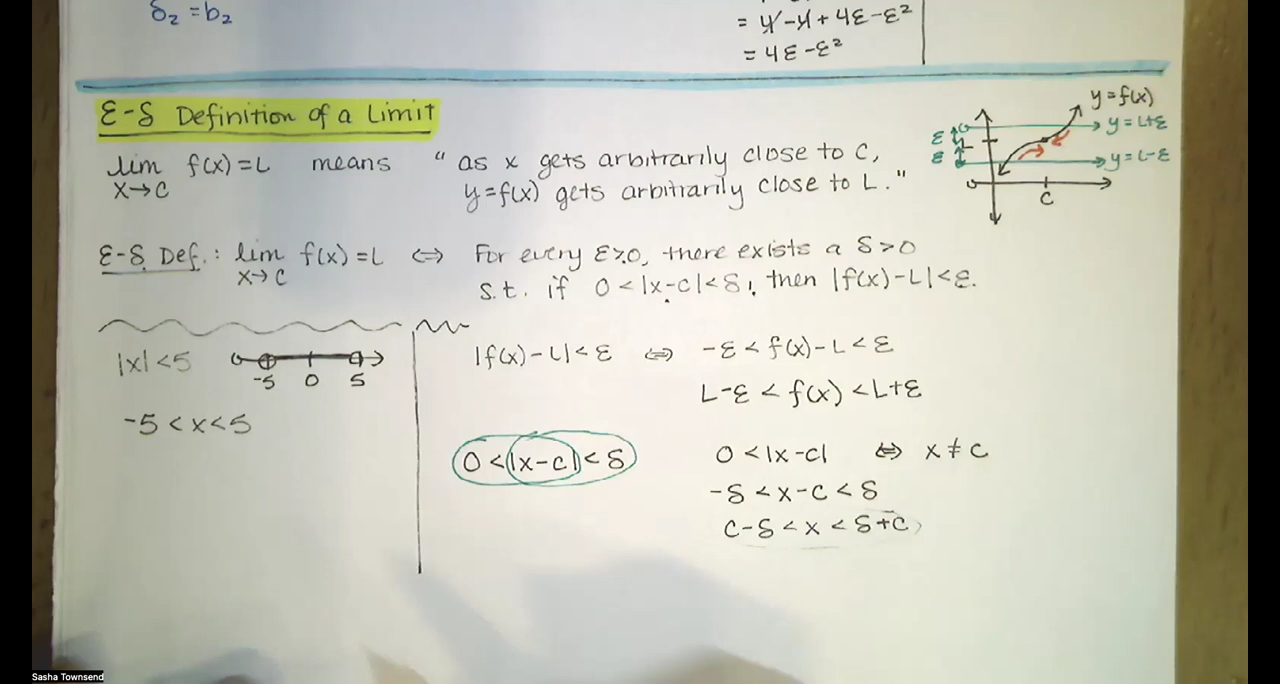 δ₂ = b₂
= 4 - 4 + 4ε - ε²
= 4ε - ε²
ε-δ Definition of a Limit
lim f(x) = L means " as x gets arbitrarily close to C,
x→C y = f(x) gets arbitrarily close to L."
y = f(x)
y = L+ε
ε
ε
y = L-ε
C
ε-δ Def.: lim f(x) = L ⇔ For every ε>0, there exists a δ>0
x→C s.t. if 0<|x-c|<δ, then |f(x)-L|<ε.
|x|<5
-5 0 5
-5 < x < 5
|f(x)-L|<ε ⇔ -ε < f(x)-L < ε
L-ε < f(x) < L+ε
0 < |x-c| < δ
0 < |x-c| ⇔ x ≠ c
-δ < x-c < δ
c-δ < x < δ+c
Sasha Townsend